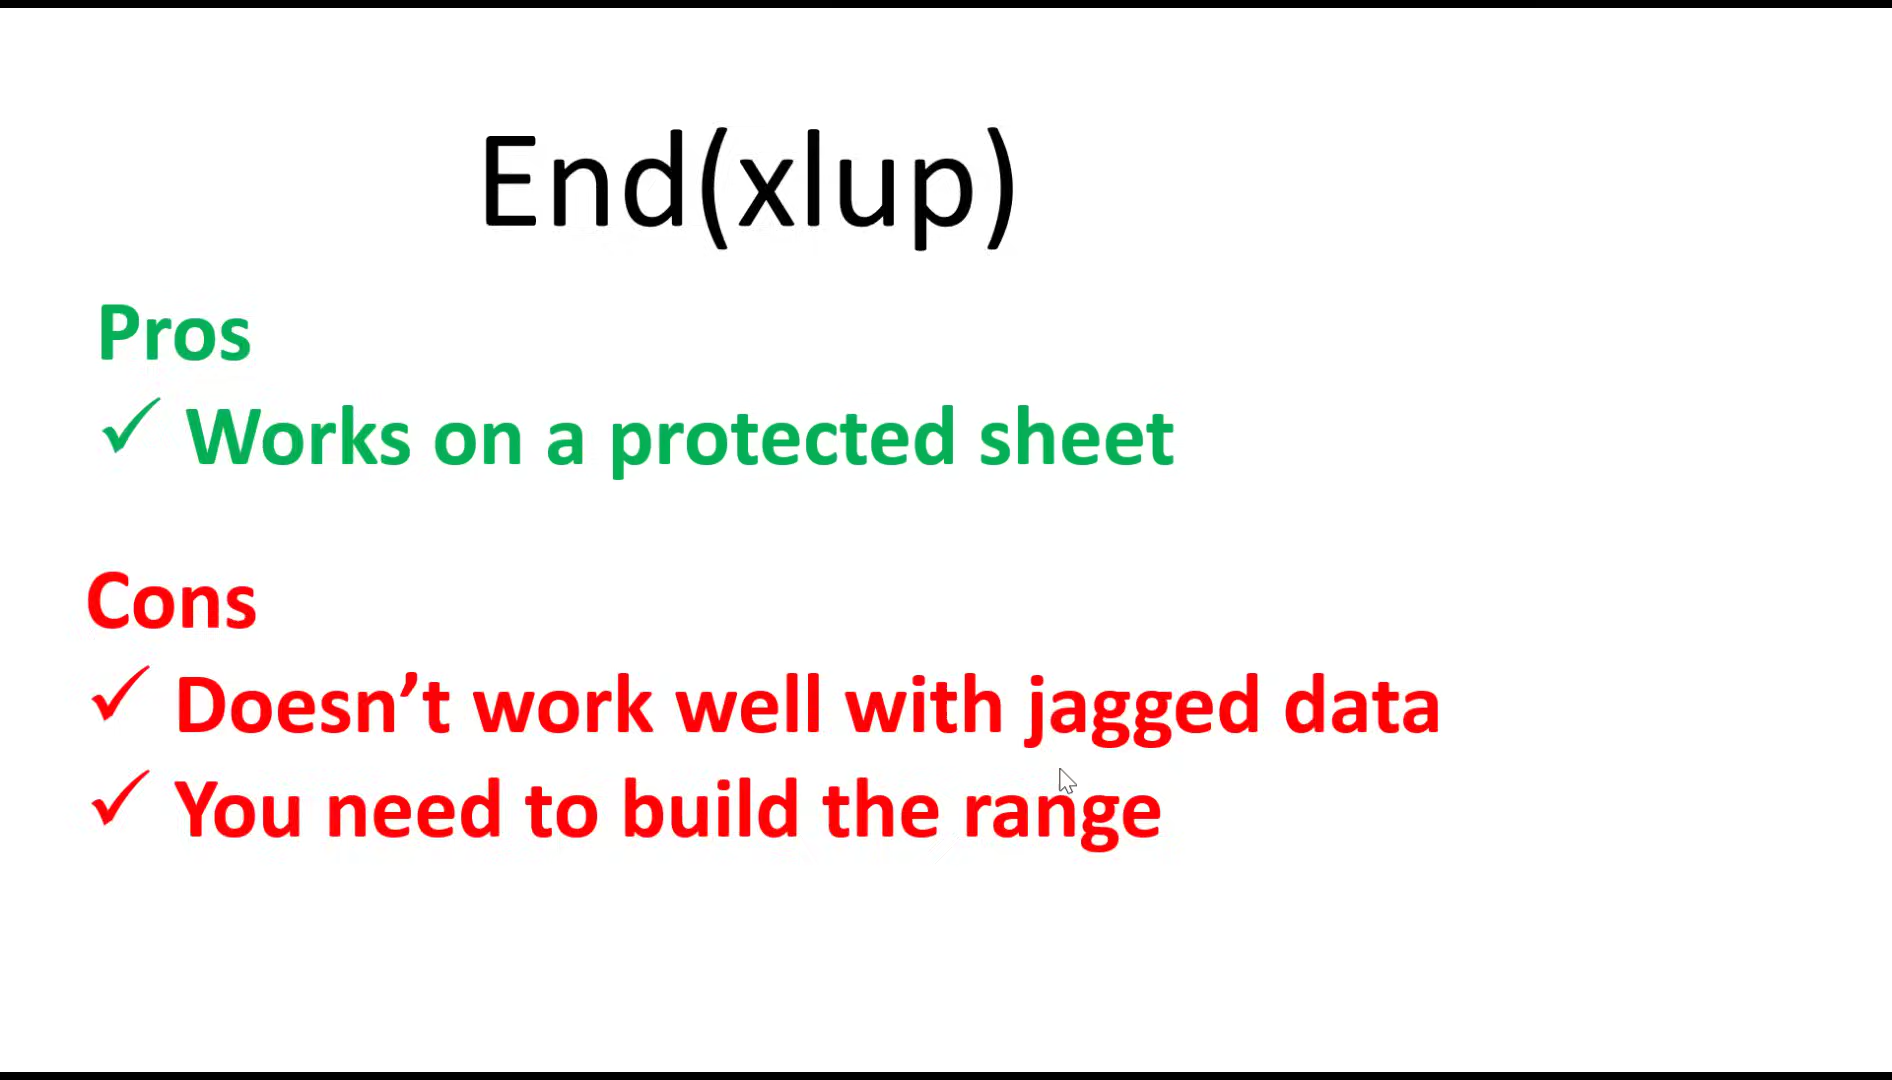 End(xlup)
Pros
✓ Works on a protected sheet
Cons
✓ Doesn’t work well with jagged data
✓ You need to build the range